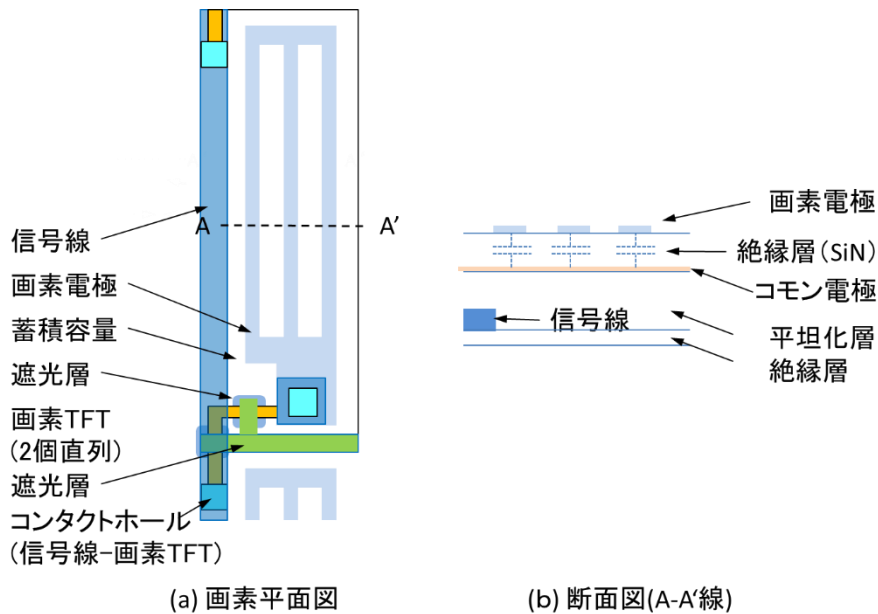 A
A'
信号線
画素電極
蓄積容量
遮光層
画素TFT
(2個直列)
遮光層
コンタクトホール
(信号線-画素TFT)
(a) 画素平面図
画素電極
絶縁層(SiN)
コモン電極
信号線
平坦化層
絶縁層
(b) 断面図(A-A‘線)